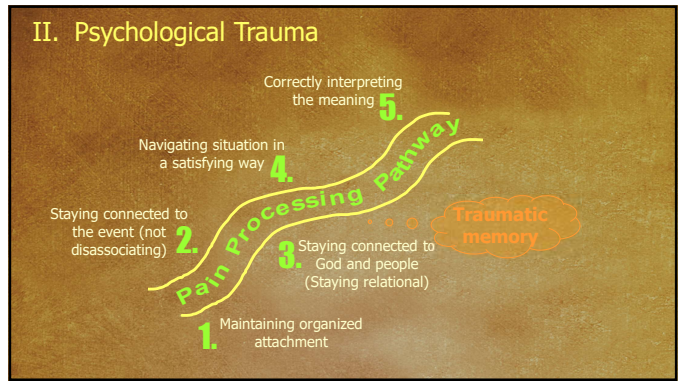 II. Psychological Trauma
Correctly interpreting
the meaning
5.
Navigating situation in
a satisfying way
4.
Staying connected to
the event (not
disassociating)
2.
Pain Processing Pathway
Traumatic
memory
3.
Staying connected to
God and people
(Staying relational)
1.
Maintaining organized
attachment